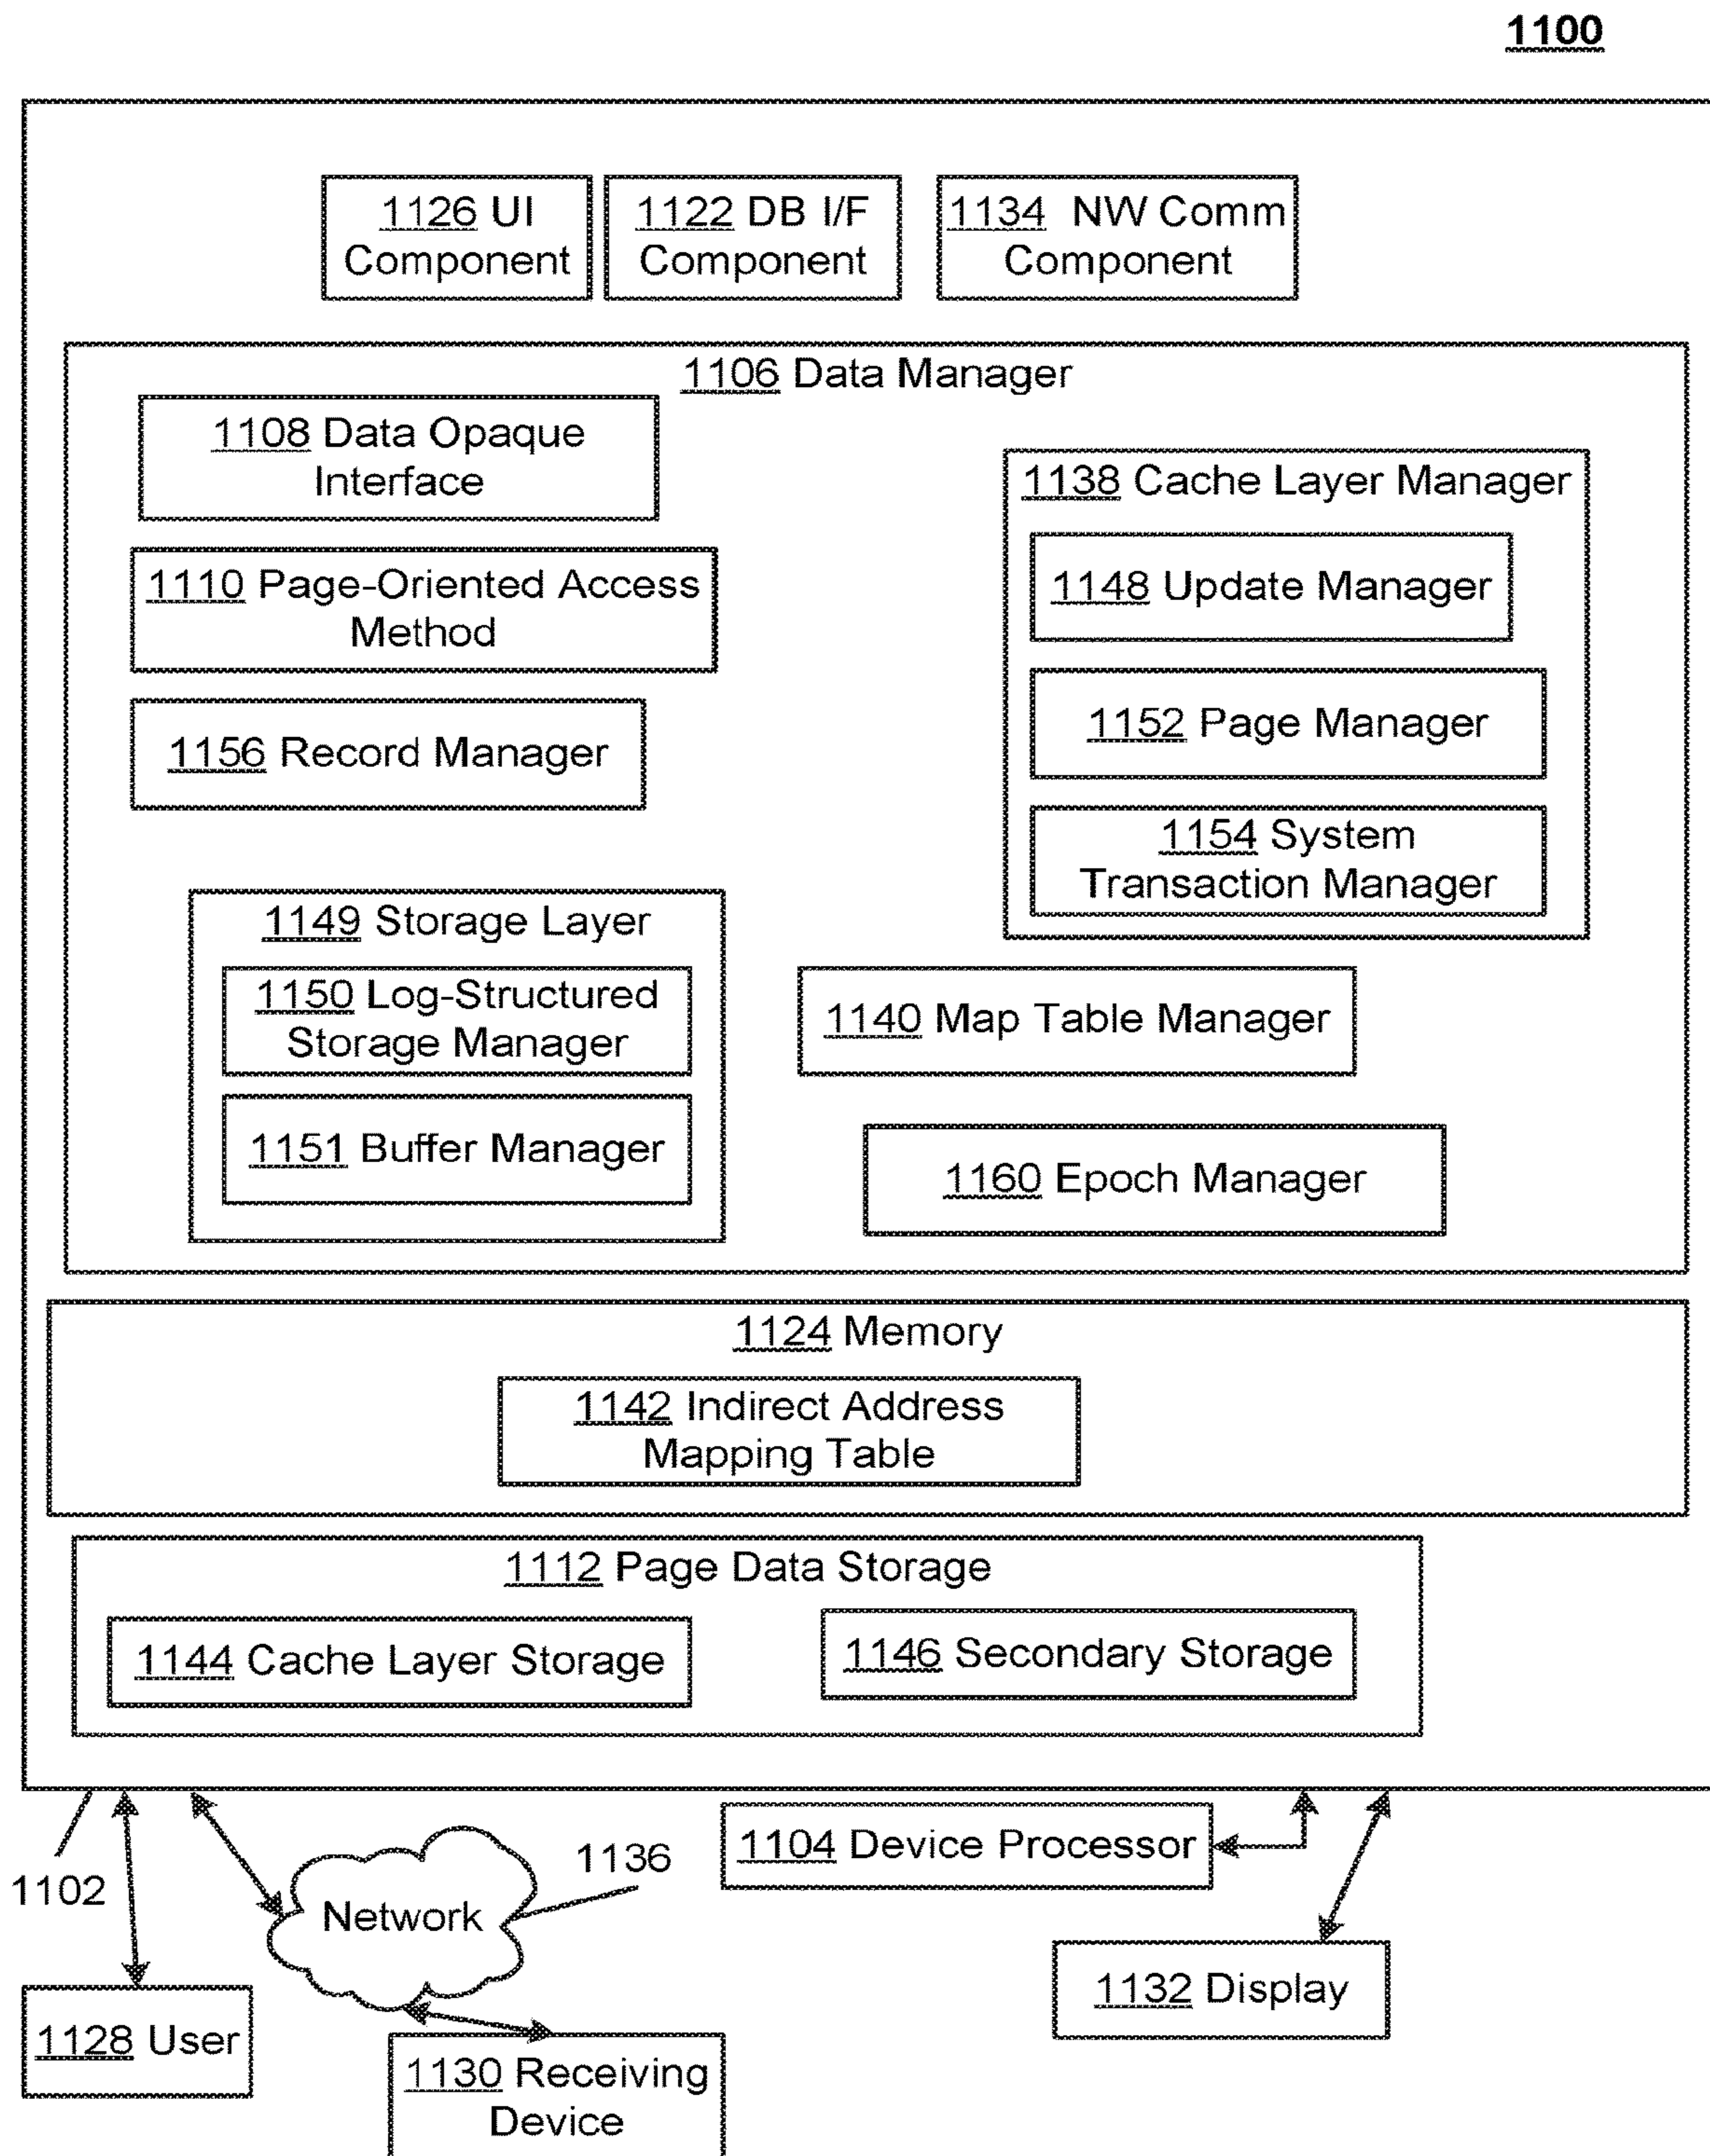 1100
1126 UI
Component
1122 DB I/F
Component
1134 NW Comm
Component
1106 Data Manager
1108 Data Opaque
Interface
1110 Page-Oriented Access
Method
1156 Record Manager
1138 Cache Layer Manager
1148 Update Manager
1152 Page Manager
1154 System
Transaction Manager
1149 Storage Layer
1150 Log-Structured
Storage Manager
1151 Buffer Manager
1140 Map Table Manager
1160 Epoch Manager
1124 Memory
1142 Indirect Address
Mapping Table
1112 Page Data Storage
1144 Cache Layer Storage
1146 Secondary Storage
1102
1104 Device Processor
1136
Network
1132 Display
1128 User
1130 Receiving
Device